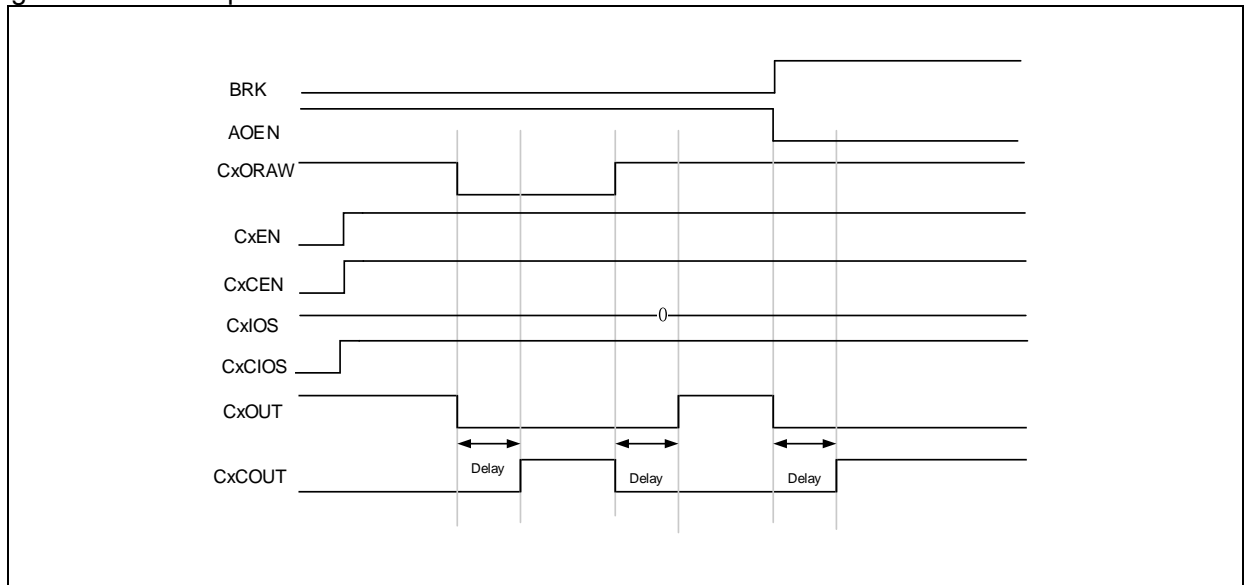 BRK
AOEN
CxORAW
CxEN
CxCEN
CxIOS
0
CxCIOS
CxOUT
Delay
Delay
Delay
CxCOUT